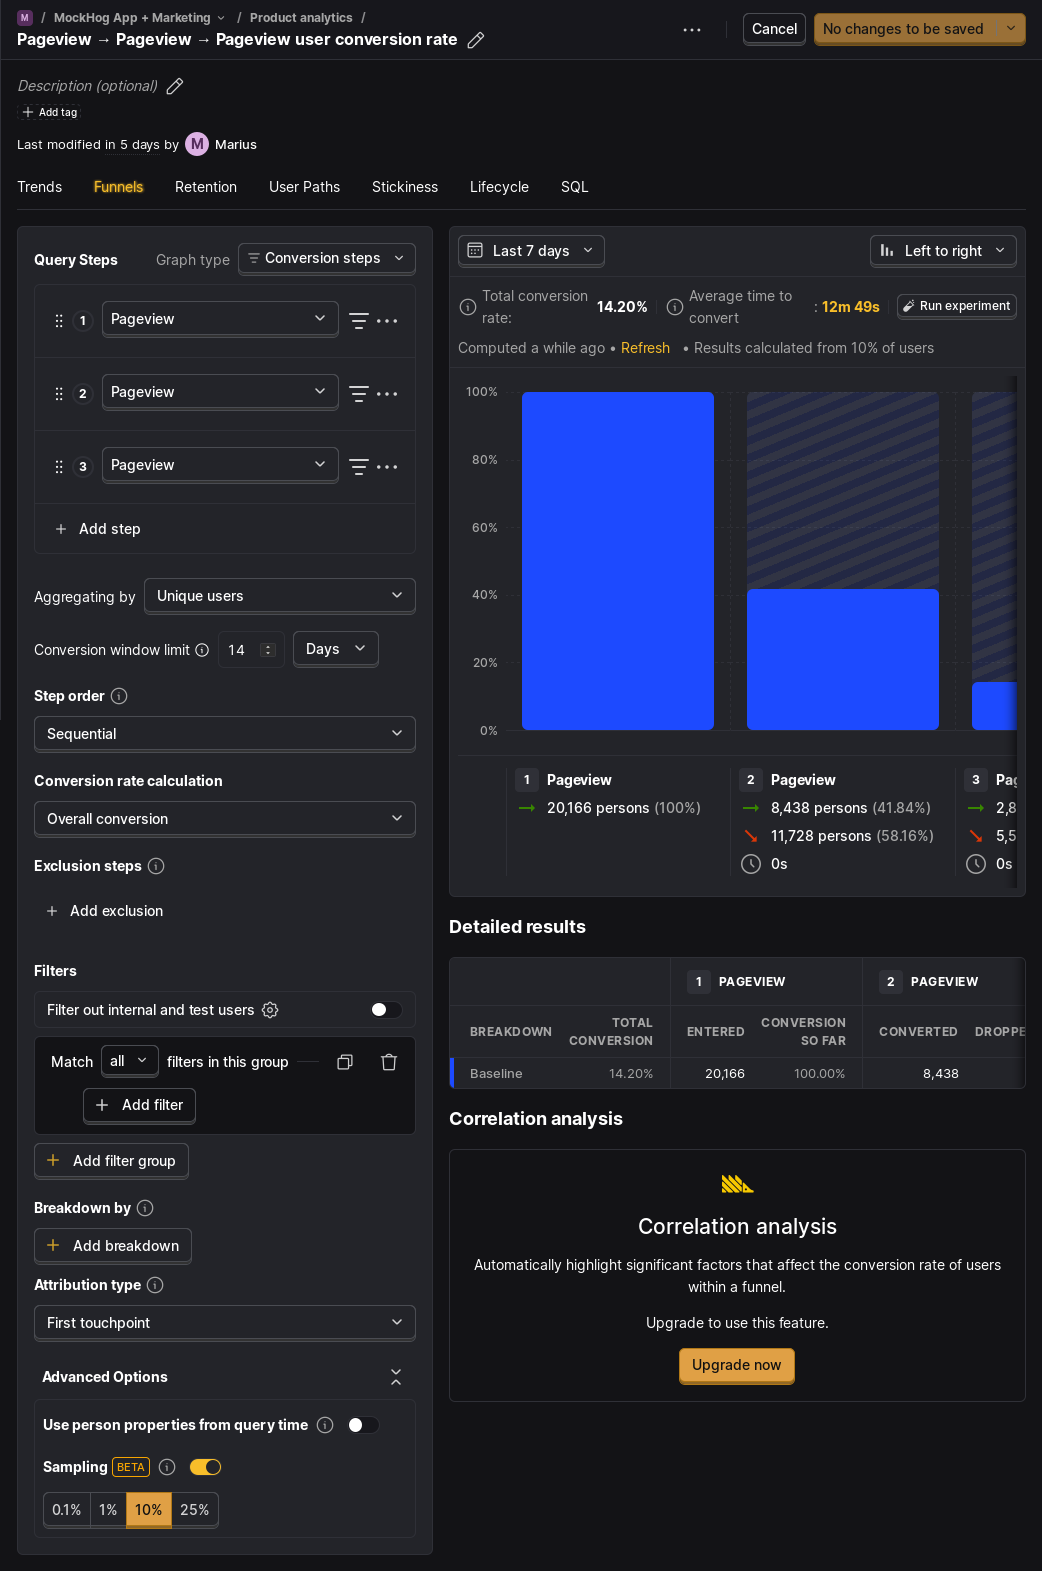 M / MockHog App + Marketing / Product analytics /
Pageview → Pageview → Pageview user conversion rate
Cancel
No changes to be saved
Description (optional)
Add tag
Last modified in 5 days by M Marius
Trends Funnels Retention User Paths Stickiness Lifecycle SQL
Query Steps
Graph type Conversion steps
1 Pageview
2 Pageview
3 Pageview
Add step
Aggregating by Unique users
Conversion window limit 14 Days
Step order
Sequential
Conversion rate calculation
Overall conversion
Exclusion steps
Add exclusion
Filters
Filter out internal and test users
Match all filters in this group
Add filter
Add filter group
Breakdown by
Add breakdown
Attribution type
First touchpoint
Advanced Options
Use person properties from query time
Sampling BETA
0.1% 1% 10% 25%
Last 7 days
Left to right
Total conversion
rate:
14.20%
Average time to
convert
: 12m 49s
Run experiment
Computed a while ago • Refresh • Results calculated from 10% of users
100%
80%
60%
40%
20%
0%
1 Pageview
20,166 persons (100%)
2 Pageview
8,438 persons (41.84%)
11,728 persons (58.16%)
0s
3 Pag
2,8
5,5
0s
Detailed results
1 PAGEVIEW
2 PAGEVIEW
BREAKDOWN
TOTAL
CONVERSION
ENTERED
CONVERSION
SO FAR
CONVERTED
DROPPE
Baseline 14.20% 20,166 100.00% 8,438
Correlation analysis
Correlation analysis
Automatically highlight significant factors that affect the conversion rate of users
within a funnel.
Upgrade to use this feature.
Upgrade now